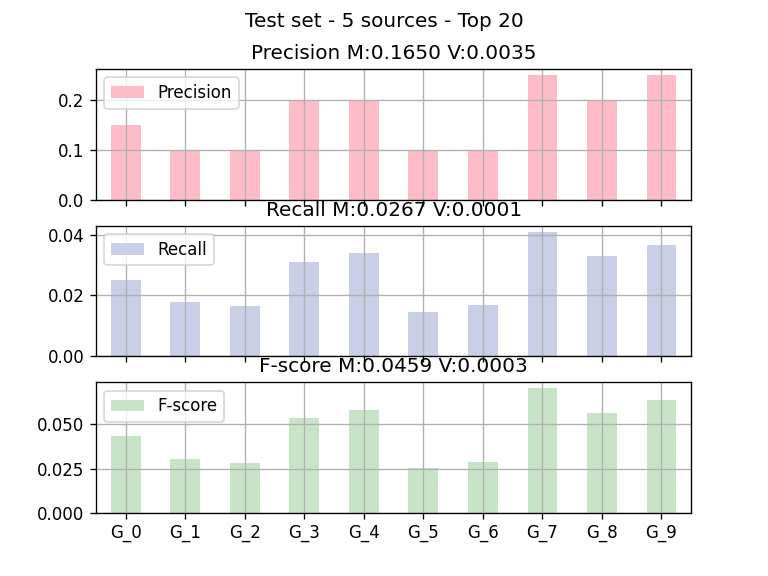 Test set - 5 sources - Top 20
Precision M:0.1650 V:0.0035
Precision
0.2
0.1
0.0
Recall M:0.0267 V:0.0001
Recall
0.04
0.02
0.00
F-score M:0.0459 V:0.0003
F-score
0.050
0.025
0.000
G_0 G_1 G_2 G_3 G_4 G_5 G_6 G_7 G_8 G_9